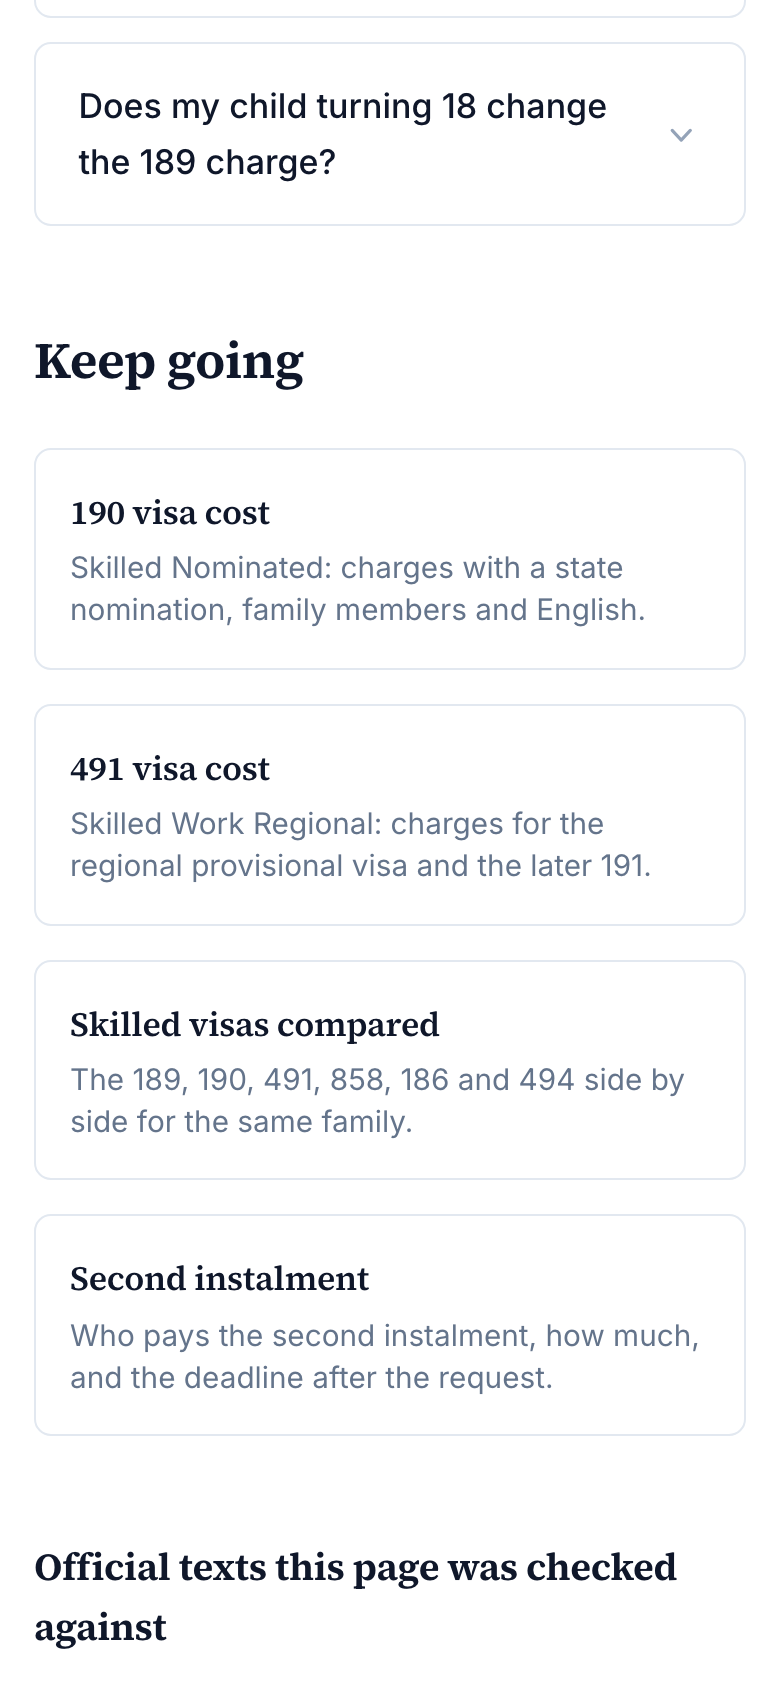 Does my child turning 18 change
the 189 charge?
Keep going
190 visa cost
Skilled Nominated: charges with a state
nomination, family members and English.
491 visa cost
Skilled Work Regional: charges for the
regional provisional visa and the later 191.
Skilled visas compared
The 189, 190, 491, 858, 186 and 494 side by
side for the same family.
Second instalment
Who pays the second instalment, how much,
and the deadline after the request.
Official texts this page was checked
against